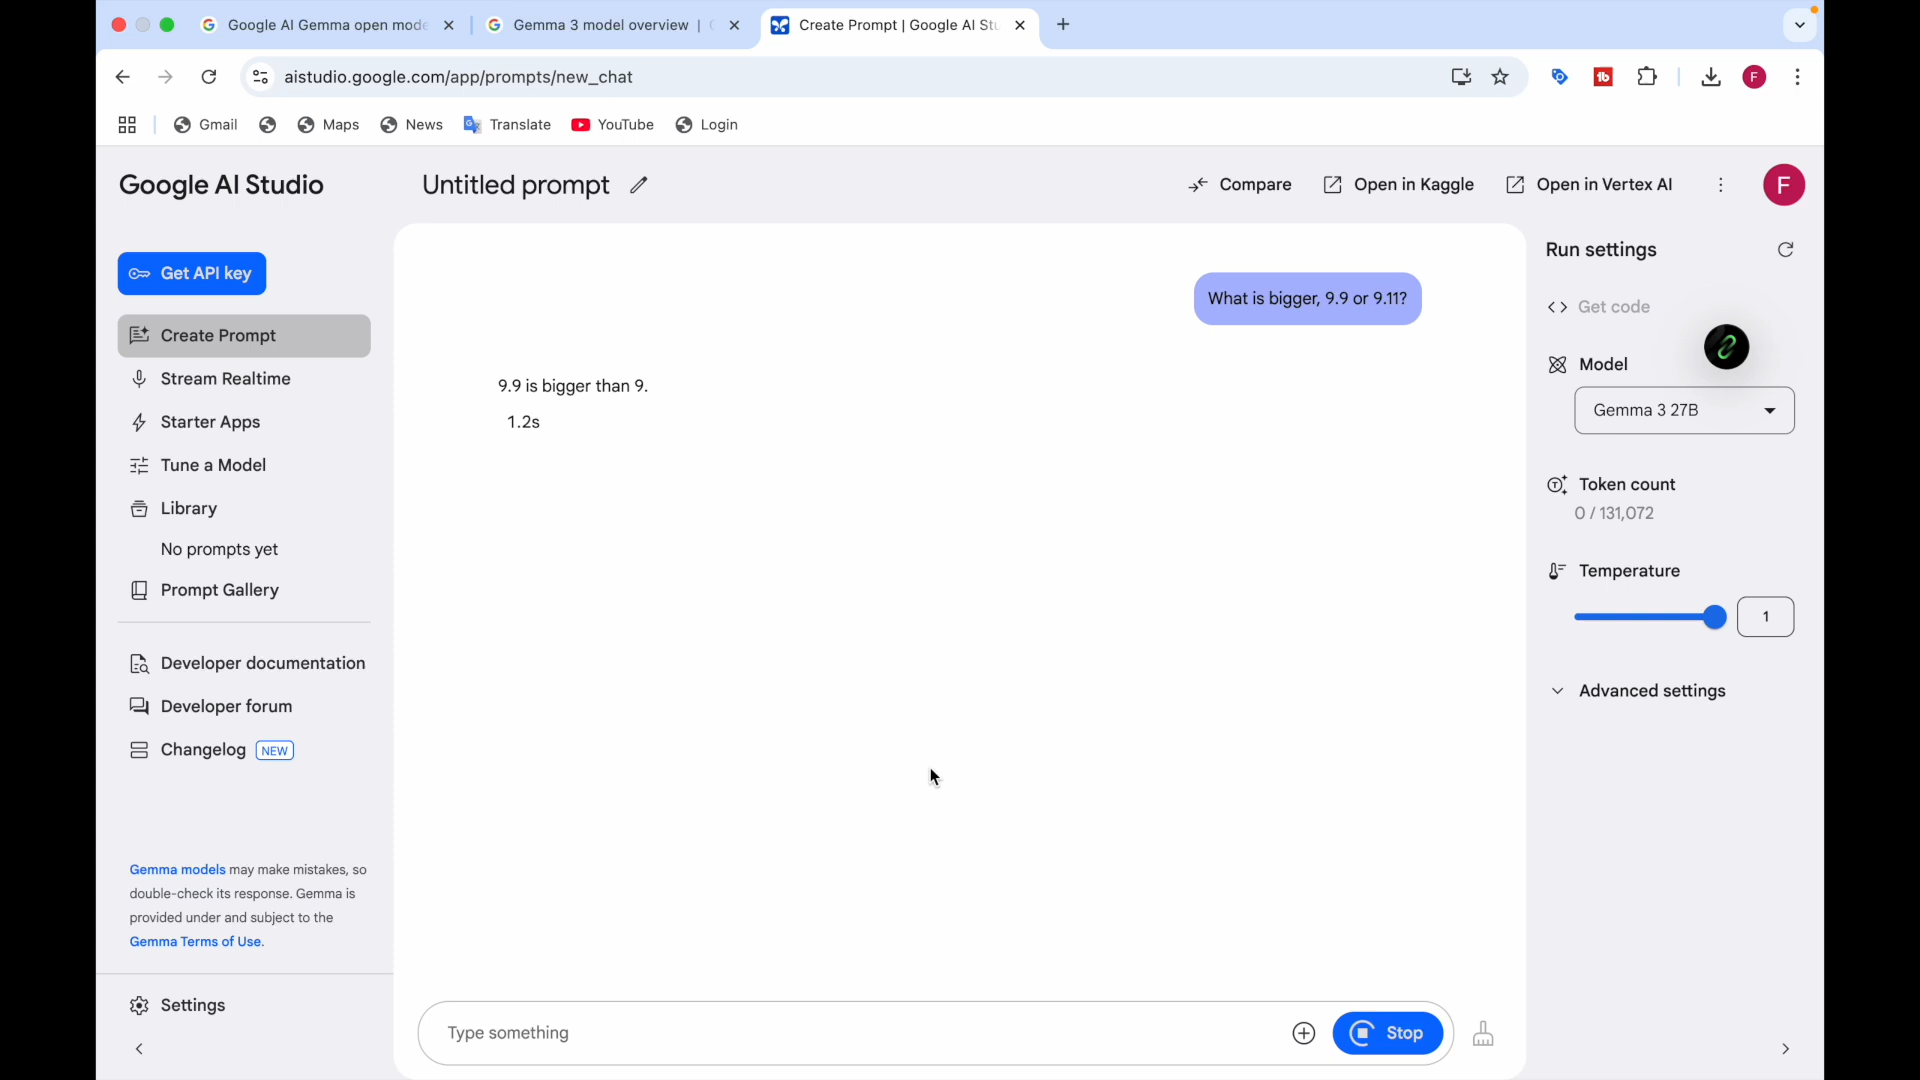 Google AI Gemma open mode
Gemma 3 model overview |
Create Prompt | Google AI Stu
aistudio.google.com/app/prompts/new_chat
F
Gmail
Maps
News
Translate
YouTube
Login
Google AI Studio
Untitled prompt
Compare
Open in Kaggle
Open in Vertex AI
F
Get API key
Create Prompt
Stream Realtime
Starter Apps
Tune a Model
Library
No prompts yet
Prompt Gallery
Developer documentation
Developer forum
Changelog NEW
Gemma models may make mistakes, so
double-check its response. Gemma is
provided under and subject to the
Gemma Terms of Use.
Settings
What is bigger, 9.9 or 9.11?
9.9 is bigger than 9.
1.2s
Type something
Stop
Run settings
Get code
Model
Gemma 3 27B
Token count
0 / 131,072
Temperature
1
Advanced settings